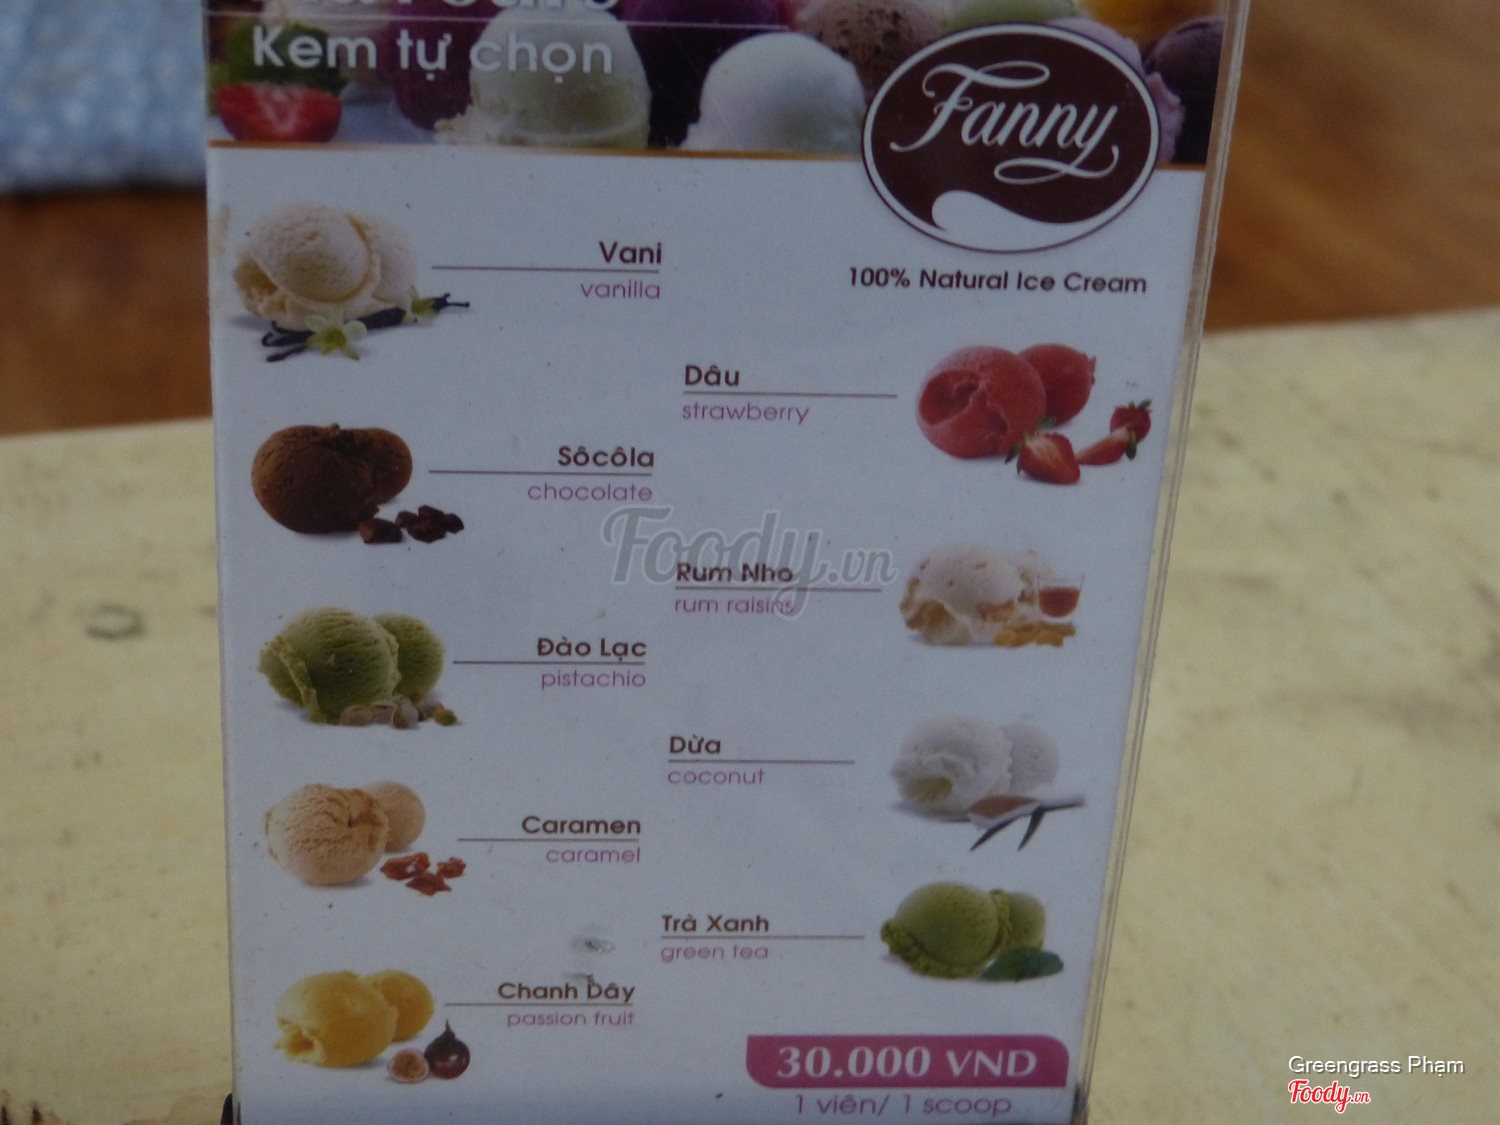 Kem tự chọn
Fanny
100% Natural Ice Cream
Vani
vanilla
Dâu
strawberry
Sôcôla
chocolate
Rum Nho
rum raisins
Đào Lạc
pistachio
Dừa
coconut
Caramen
caramel
Trà Xanh
green tea
Chanh Dây
passion fruit
30.000 VND
1 viên/ 1 scoop
Foody.vn
Greengrass Phạm
Foody.vn